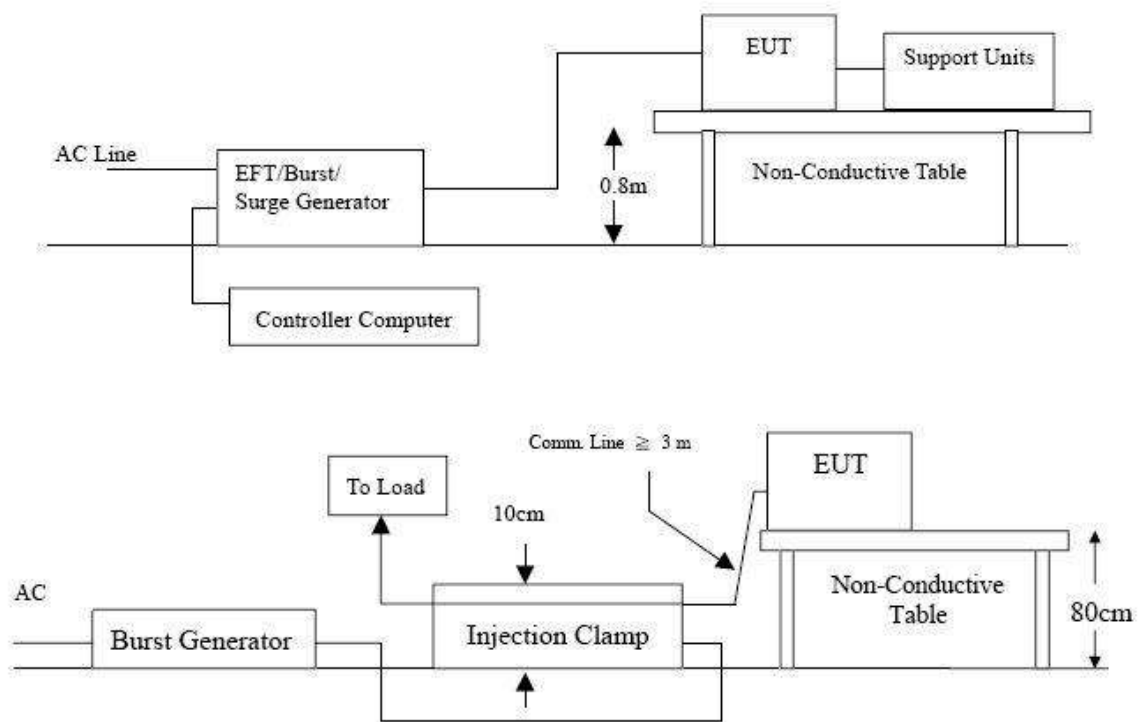 EUT
Support Units
AC Line
EFT/Burst/
Surge Generator
0.8m
Non-Conductive Table
Controller Computer
Comm. Line ≧ 3 m
EUT
To Load
10cm
AC
Non-Conductive
Table
80cm
Burst Generator
Injection Clamp